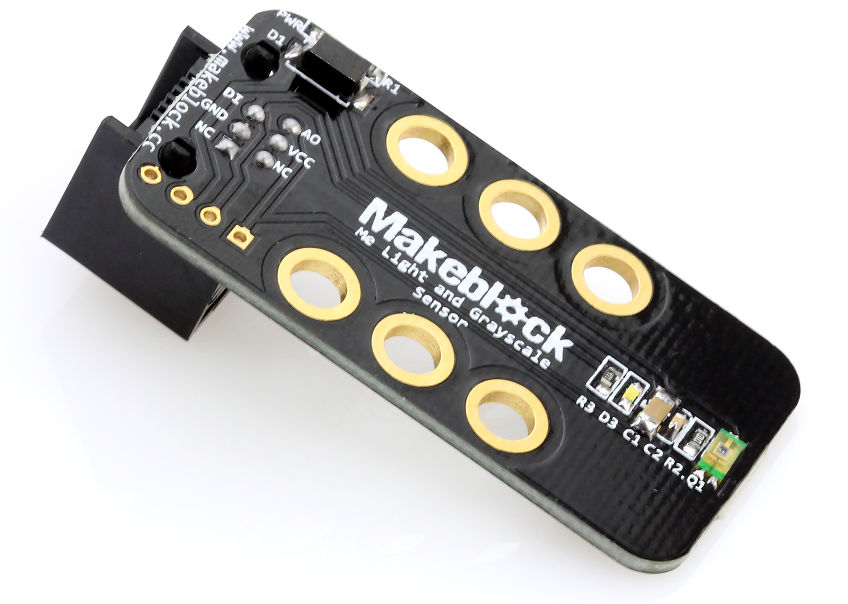 PWR
D1
R1
www.makeblock.cc
DI
GND
NC
AO
VCC
NC
Makeblock
Me Light and Grayscale
Sensor
R3 D3 C1 C2 R2 Q1